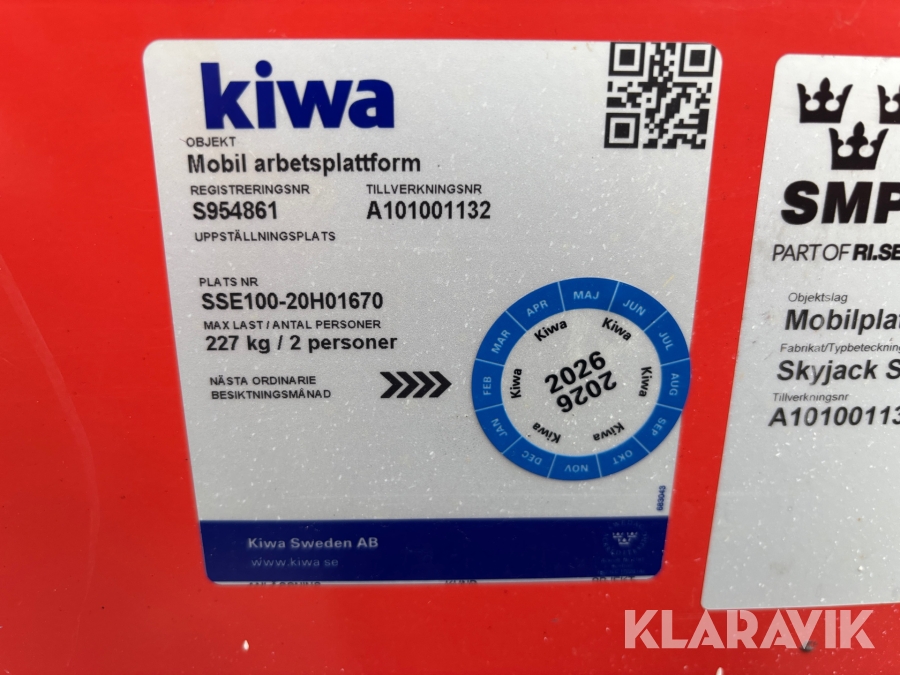 kiwa
OBJEKT
Mobil arbetsplattform
REGISTRERINGSNR TILLVERKNINGSNR
S954861 A101001132
UPPSTÄLLNINGSPLATS
PLATS NR
SSE100-20H01670
MAX LAST / ANTAL PERSONER
227 kg / 2 personer
NÄSTA ORDINARIE
BESIKTNINGSMÅNAD
JAN FEB MAR APR MAJ JUN JUL AUG SEP OKT NOV DEC
Kiwa Kiwa Kiwa Kiwa Kiwa Kiwa
2026
2026
683043
Kiwa Sweden AB
www.kiwa.se
SMP
PART OF RI.SE
Objektslag
Mobilplat
Fabrikat/Typbeteckning
Skyjack S
Tillverkningsnr
A10100113
KLARAVIK